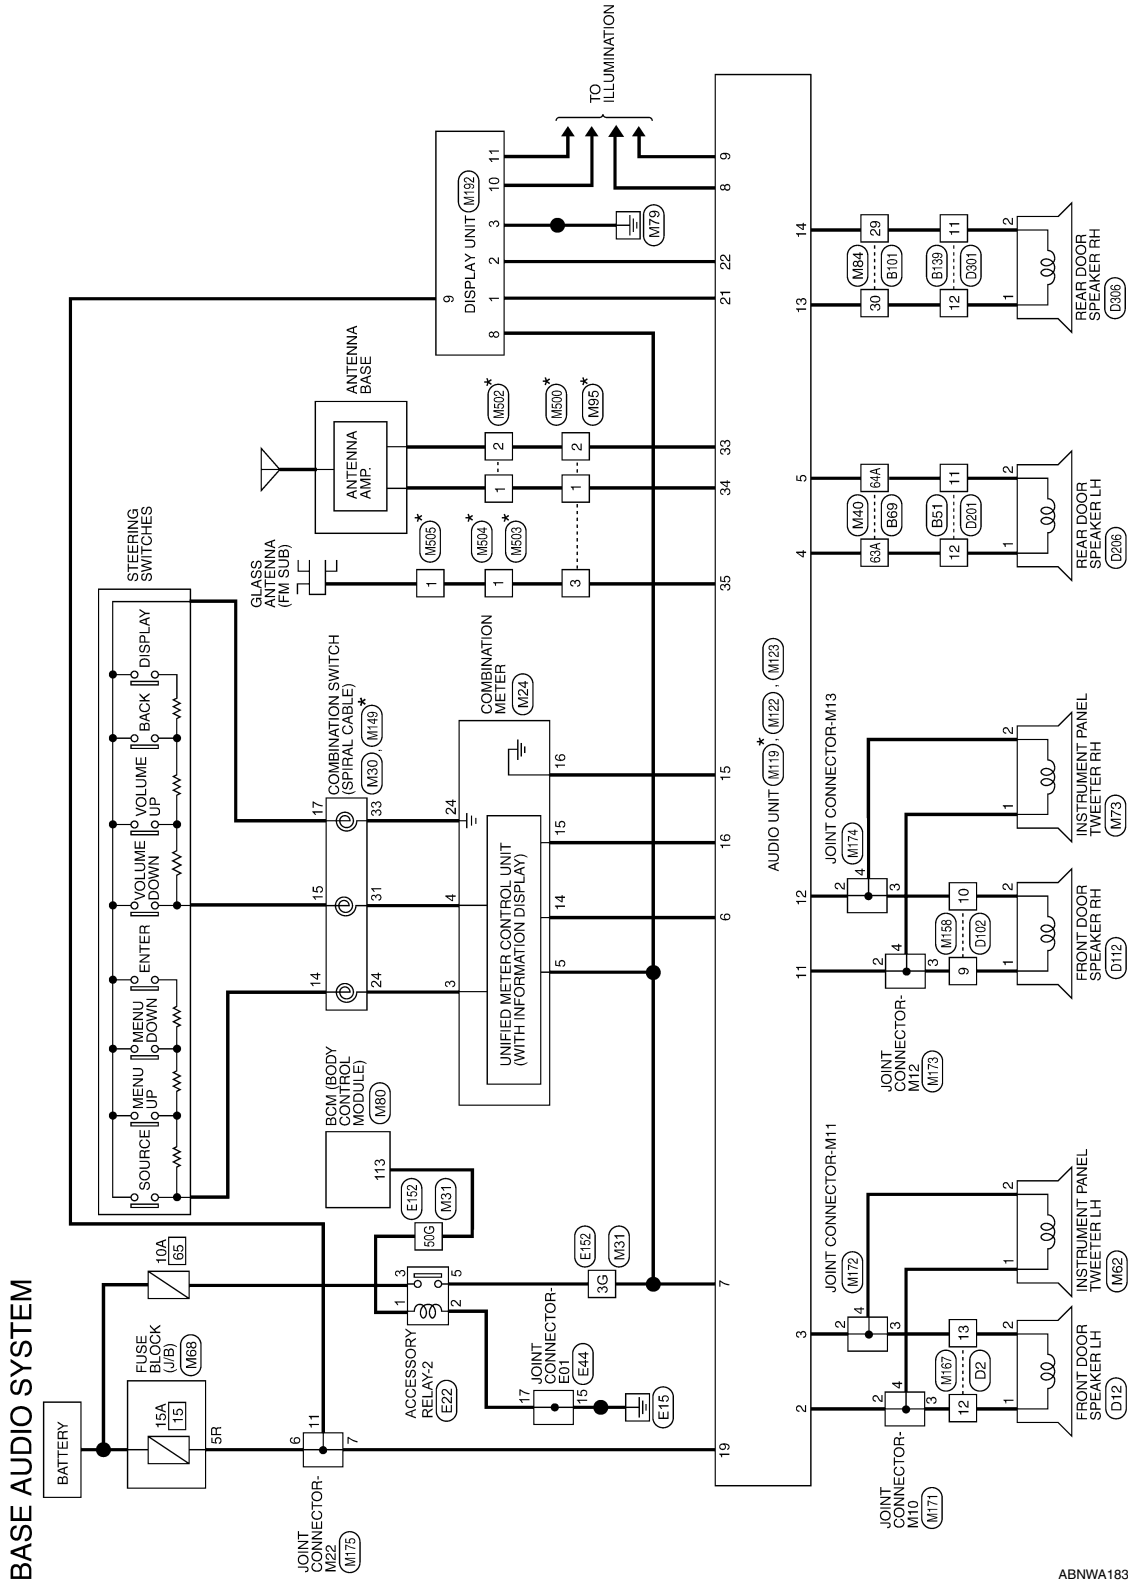 BASE AUDIO SYSTEM
BATTERY
FUSE
BLOCK
(J/B)
M68
15A
15
5R
10A
65
JOINT
CONNECTOR-
M22
M175
6
11
7
STEERING
SWITCHES
SOURCE
MENU
UP
MENU
DOWN
ENTER
VOLUME
DOWN
VOLUME
UP
BACK
DISPLAY
ACCESSORY
RELAY-2
E22
1
3
2
5
BCM (BODY
CONTROL
MODULE)
M80
113
E152
M31
50G
JOINT
CONNECTOR-
E01
E44
17
15
E15
E152
M31
3G
COMBINATION SWITCH
(SPIRAL CABLE)
M30 , M149 *
14
15
17
24
31
33
COMBINATION
METER
M24
3
4
24
UNIFIED METER CONTROL UNIT
(WITH INFORMATION DISPLAY)
5
14
15
16
GLASS
ANTENNA
(FM SUB)
ANTENNA
BASE
ANTENNA
AMP.
M505 *
1
M504 *
M503 *
1
3
M502 *
1
2
M500 *
M95 *
1
2
DISPLAY UNIT
M192
9
8
1
2
3
10
11
M79
TO
ILLUMINATION
19
7
6
16
15
35
34
33
21
22
8
9
AUDIO UNIT M119 * , M122 , M123
2
3
11
12
4
5
13
14
JOINT
CONNECTOR-
M10
M171
2
4
3
JOINT CONNECTOR-M11
M172
2
4
3
M167
D2
12
13
1
2
FRONT DOOR
SPEAKER LH
D12
1
2
INSTRUMENT PANEL
TWEETER LH
M62
JOINT
CONNECTOR-
M12
M173
2
4
3
JOINT CONNECTOR-M13
M174
2
4
3
M158
D102
9
10
1
2
FRONT DOOR
SPEAKER RH
D112
1
2
INSTRUMENT PANEL
TWEETER RH
M73
M40
B69
63A
64A
B51
D201
12
11
1
2
REAR DOOR
SPEAKER LH
D206
M84
B101
30
29
B139
D301
12
11
1
2
REAR DOOR
SPEAKER RH
D306
ABNWA183